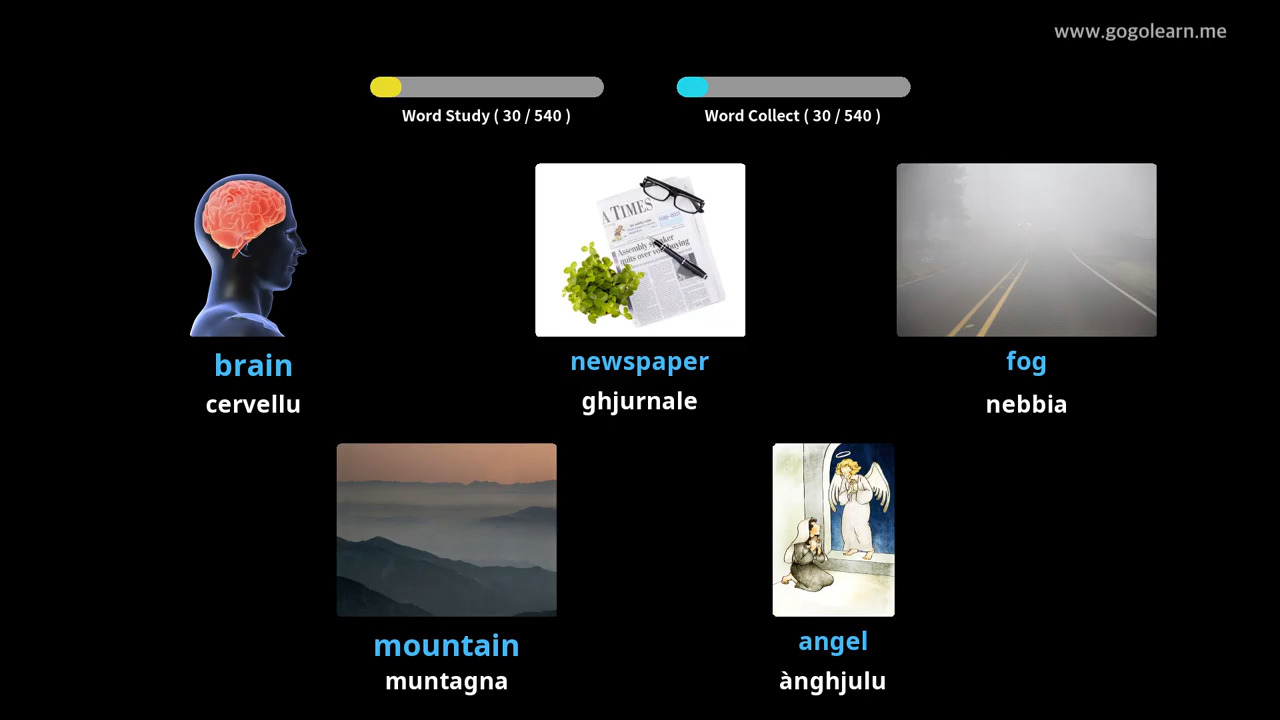 www.gogolearn.me
Word Study ( 30 / 540 )
Word Collect ( 30 / 540 )
A TIMES
brain
newspaper
fog
cervellu
ghjurnale
nebbia
mountain
angel
muntagna
ànghjulu